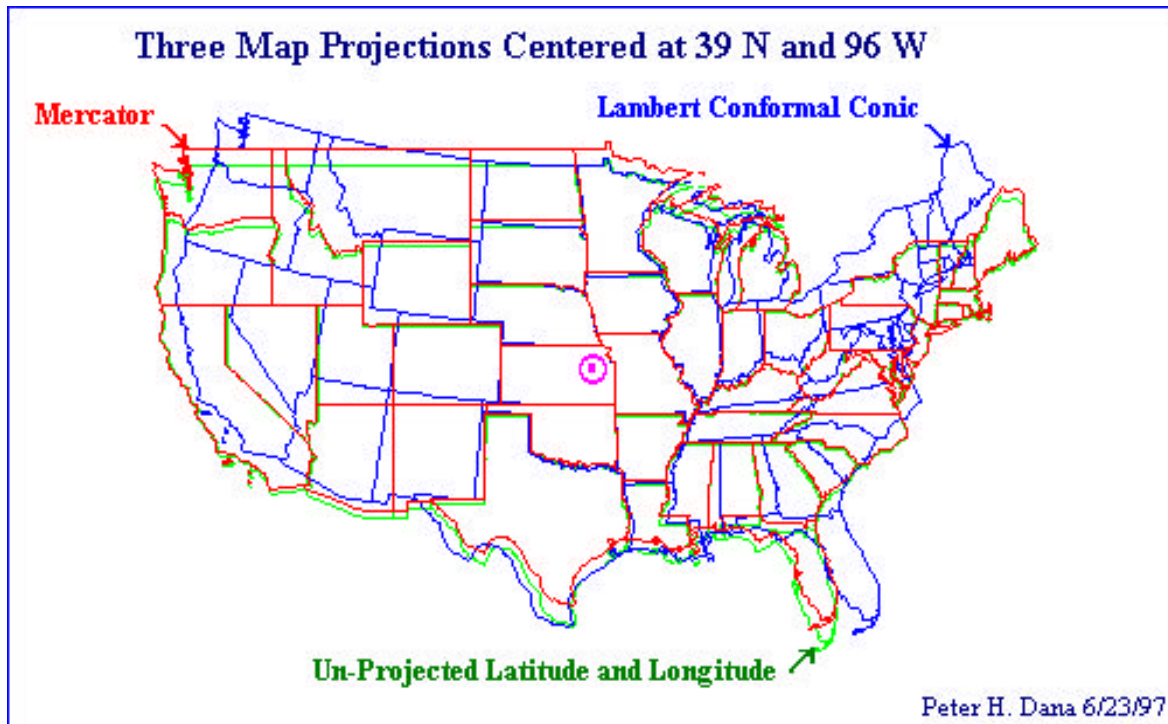 Three Map Projections Centered at 39 N and 96 W
Mercator
Lambert Conformal Conic
Un-Projected Latitude and Longitude
Peter H. Dana 6/23/97